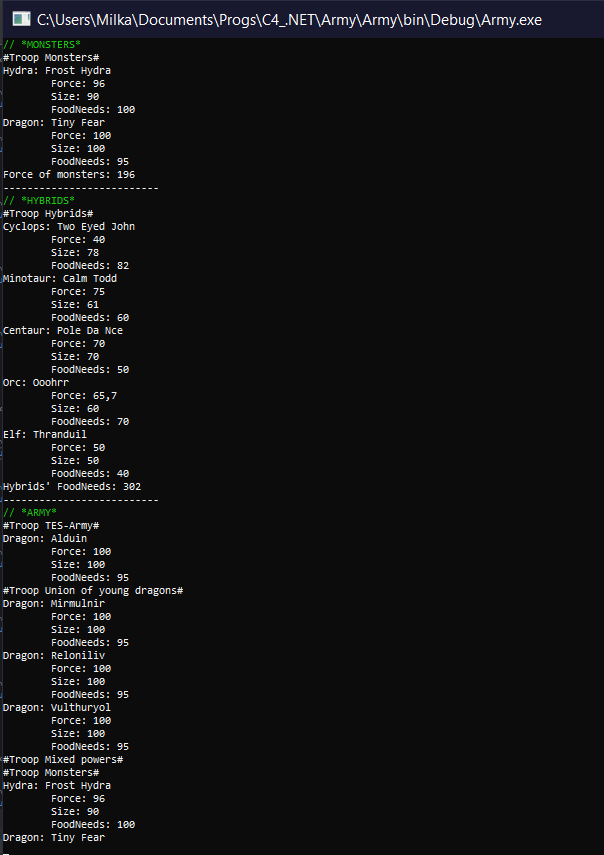 C:\Users\Milka\Documents\Progs\C4_.NET\Army\Army\bin\Debug\Army.exe
// *MONSTERS*
#Troop Monsters#
Hydra: Frost Hydra
Force: 96
Size: 90
FoodNeeds: 100
Dragon: Tiny Fear
Force: 100
Size: 100
FoodNeeds: 95
Force of monsters: 196
--------------------------
// *HYBRIDS*
#Troop Hybrids#
Cyclops: Two Eyed John
Force: 40
Size: 78
FoodNeeds: 82
Minotaur: Calm Todd
Force: 75
Size: 61
FoodNeeds: 60
Centaur: Pole Da Nce
Force: 70
Size: 70
FoodNeeds: 50
Orc: Ooohrr
Force: 65,7
Size: 60
FoodNeeds: 70
Elf: Thranduil
Force: 50
Size: 50
FoodNeeds: 40
Hybrids' FoodNeeds: 302
--------------------------
// *ARMY*
#Troop TES-Army#
Dragon: Alduin
Force: 100
Size: 100
FoodNeeds: 95
#Troop Union of young dragons#
Dragon: Mirmulnir
Force: 100
Size: 100
FoodNeeds: 95
Dragon: Reloniliv
Force: 100
Size: 100
FoodNeeds: 95
Dragon: Vulthuryol
Force: 100
Size: 100
FoodNeeds: 95
#Troop Mixed powers#
#Troop Monsters#
Hydra: Frost Hydra
Force: 96
Size: 90
FoodNeeds: 100
Dragon: Tiny Fear